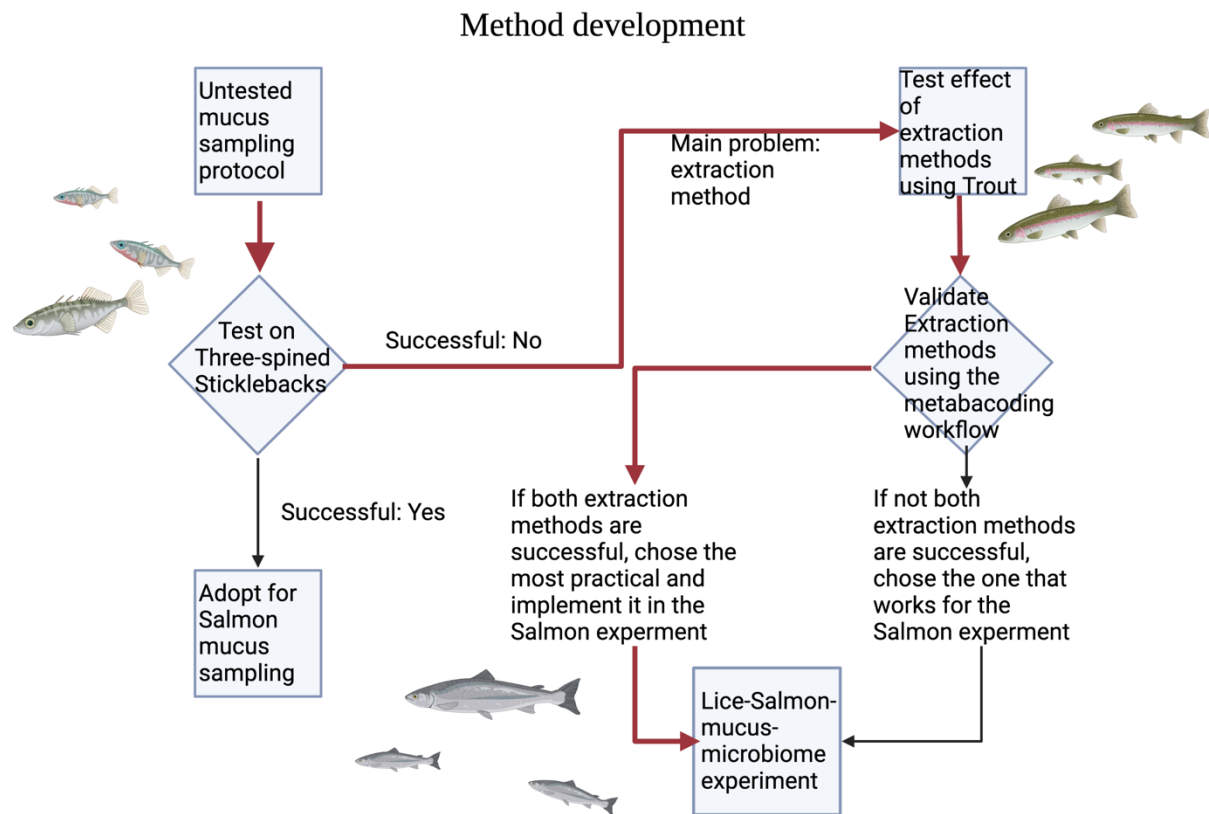 Method development
Untested
mucus
sampling
protocol
Test on
Three-spined
Sticklebacks
Successful: No
Successful: Yes
Adopt for
Salmon
mucus
sampling
Main problem:
extraction
method
Test effect
of
extraction
methods
using Trout
Validate
Extraction
methods
using the
metabacoding
workflow
If both extraction
methods are
successful, chose the
most practical and
implement it in the
Salmon experment
If not both
extraction methods
are successful,
chose the one that
works for the
Salmon experment
Lice-Salmon-
mucus-
microbiome
experiment